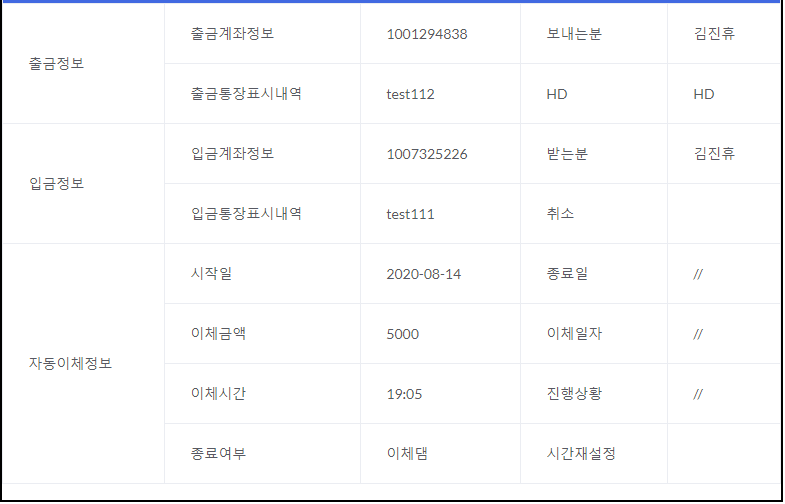 출금정보
출금계좌정보 1001294838 보내는분 김진휴
출금통장표시내역 test112 HD HD
입금정보
입금계좌정보 1007325226 받는분 김진휴
입금통장표시내역 test111 취소
자동이체정보
시작일 2020-08-14 종료일 //
이체금액 5000 이체일자 //
이체시간 19:05 진행상황 //
종료여부 이체댐 시간재설정